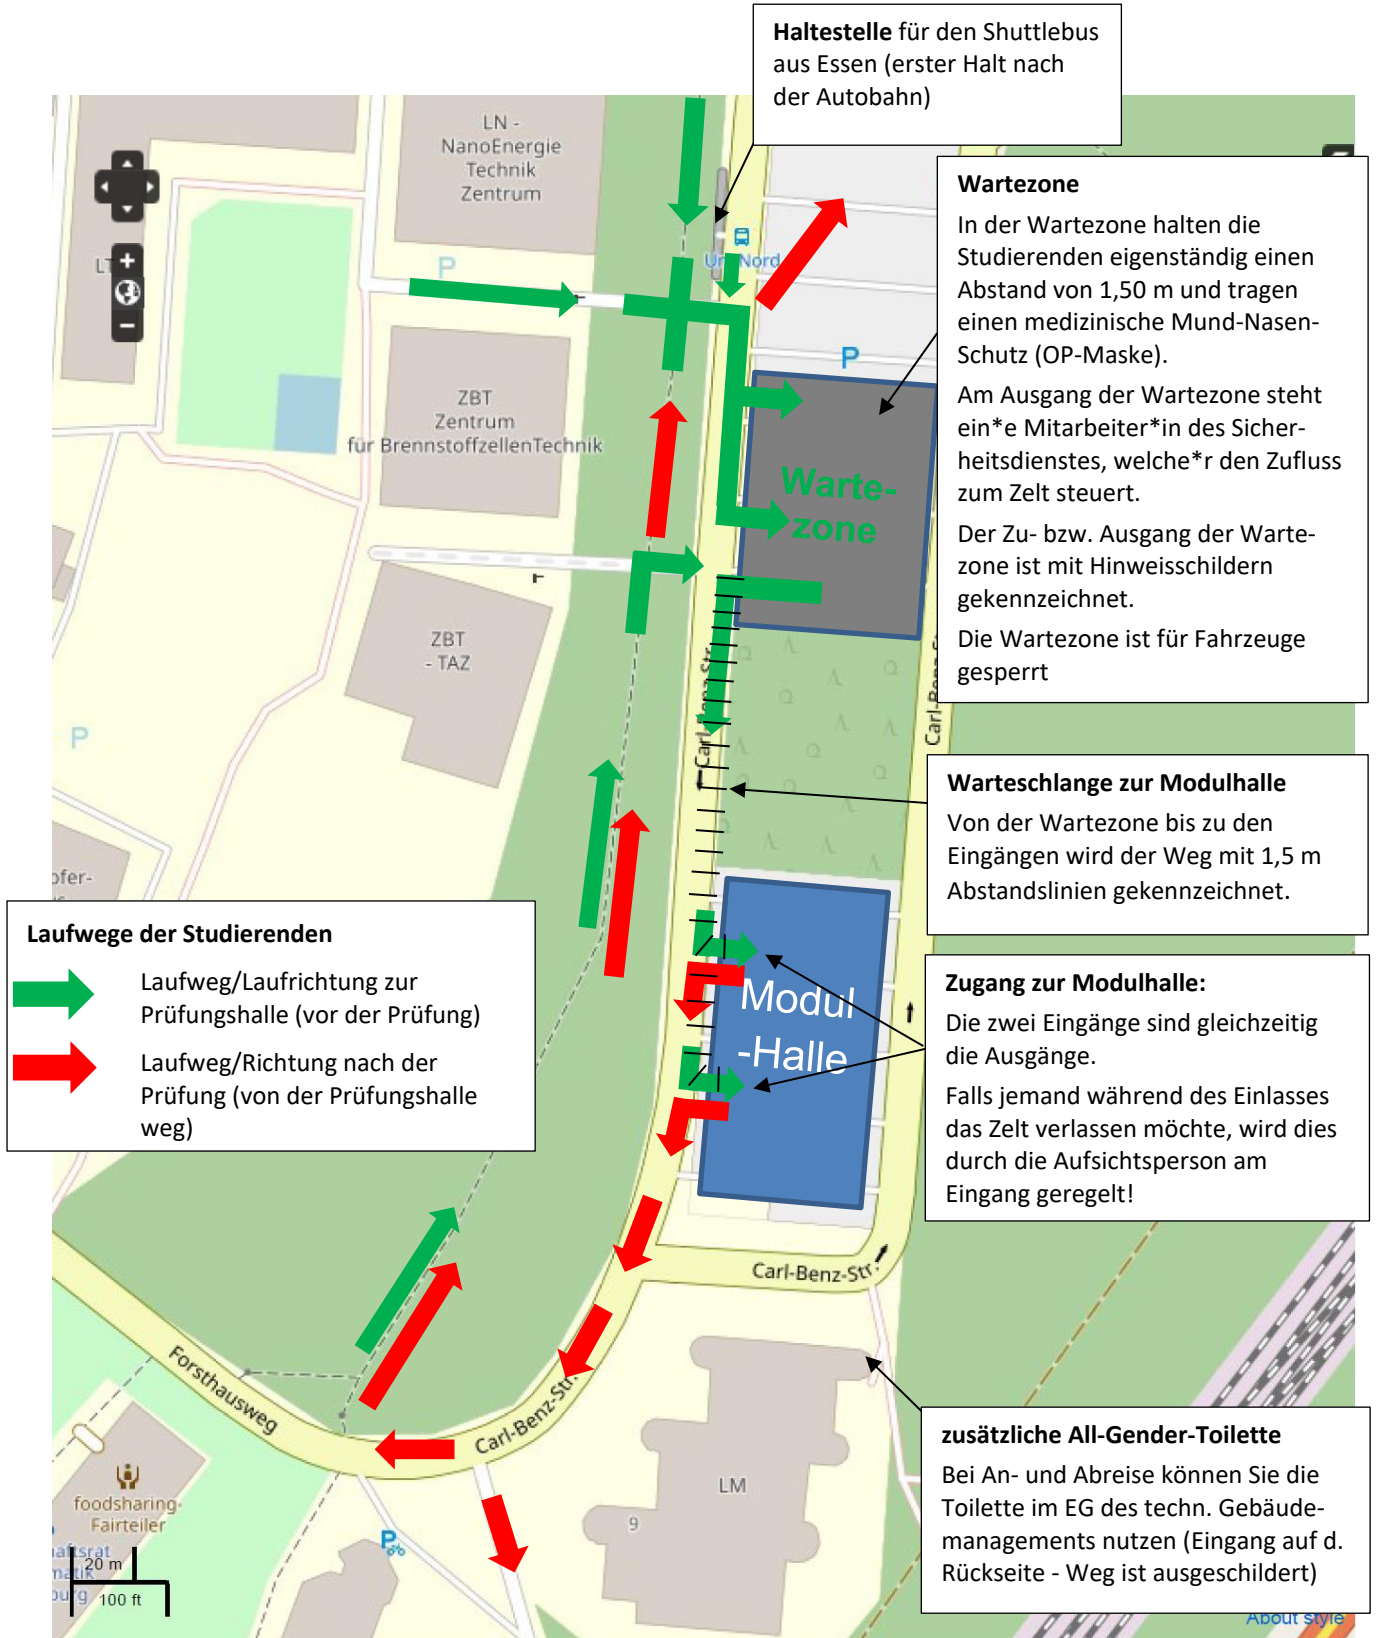 Haltestelle für den Shuttlebus
aus Essen (erster Halt nach
der Autobahn)
LN -
NanoEnergie
Technik
Zentrum
P
Nord
P
Wartezone
In der Wartezone halten die
Studierenden eigenständig einen
Abstand von 1,50 m und tragen
einen medizinische Mund-Nasen-
Schutz (OP-Maske).
Am Ausgang der Wartezone steht
ein*e Mitarbeiter*in des Sicher-
heitsdienstes, welche*r den Zufluss
zum Zelt steuert.
Der Zu- bzw. Ausgang der Warte-
zone ist mit Hinweisschildern
gekennzeichnet.
Die Wartezone ist für Fahrzeuge
gesperrt
ZBT
Zentrum
für BrennstoffzellenTechnik
Warte-
zone
ZBT
- TAZ
P
Carl-Benz-Str.
Warteschlange zur Modulhalle
Von der Wartezone bis zu den
Eingängen wird der Weg mit 1,5 m
Abstandslinien gekennzeichnet.
Laufwege der Studierenden
Laufweg/Laufrichtung zur
Prüfungshalle (vor der Prüfung)
Laufweg/Richtung nach der
Prüfung (von der Prüfungshalle
weg)
Modul
-Halle
Zugang zur Modulhalle:
Die zwei Eingänge sind gleichzeitig
die Ausgänge.
Falls jemand während des Einlasses
das Zelt verlassen möchte, wird dies
durch die Aufsichtsperson am
Eingang geregelt!
Carl-Benz-Str.
Forsthausweg
Carl-Benz-Str.
foodsharing-
Fairteiler
P
LM
9
zusätzliche All-Gender-Toilette
Bei An- und Abreise können Sie die
Toilette im EG des techn. Gebäude-
managements nutzen (Eingang auf d.
Rückseite - Weg ist ausgeschildert)
20 m
100 ft
About style